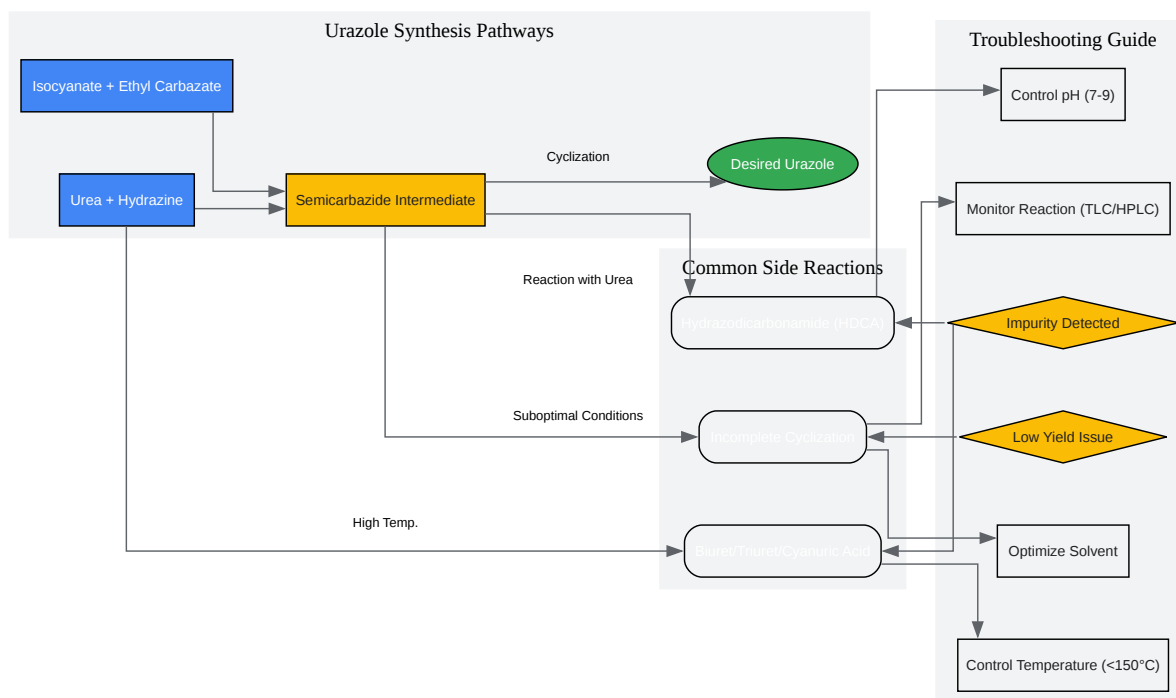 Urazole Synthesis Pathways
Isocyanate + Ethyl Carbazate
Urea + Hydrazine
Semicarbazide Intermediate
Cyclization
Desired Urazole
Reaction with Urea
Suboptimal Conditions
High Temp.
Common Side Reactions
Hydrazodicarbonamide (HDCA)
Incomplete Cyclization
Biuret/Triuret/Cyanuric Acid
Troubleshooting Guide
Control pH (7-9)
Monitor Reaction (TLC/HPLC)
Impurity Detected
Low Yield Issue
Optimize Solvent
Control Temperature (<150°C)